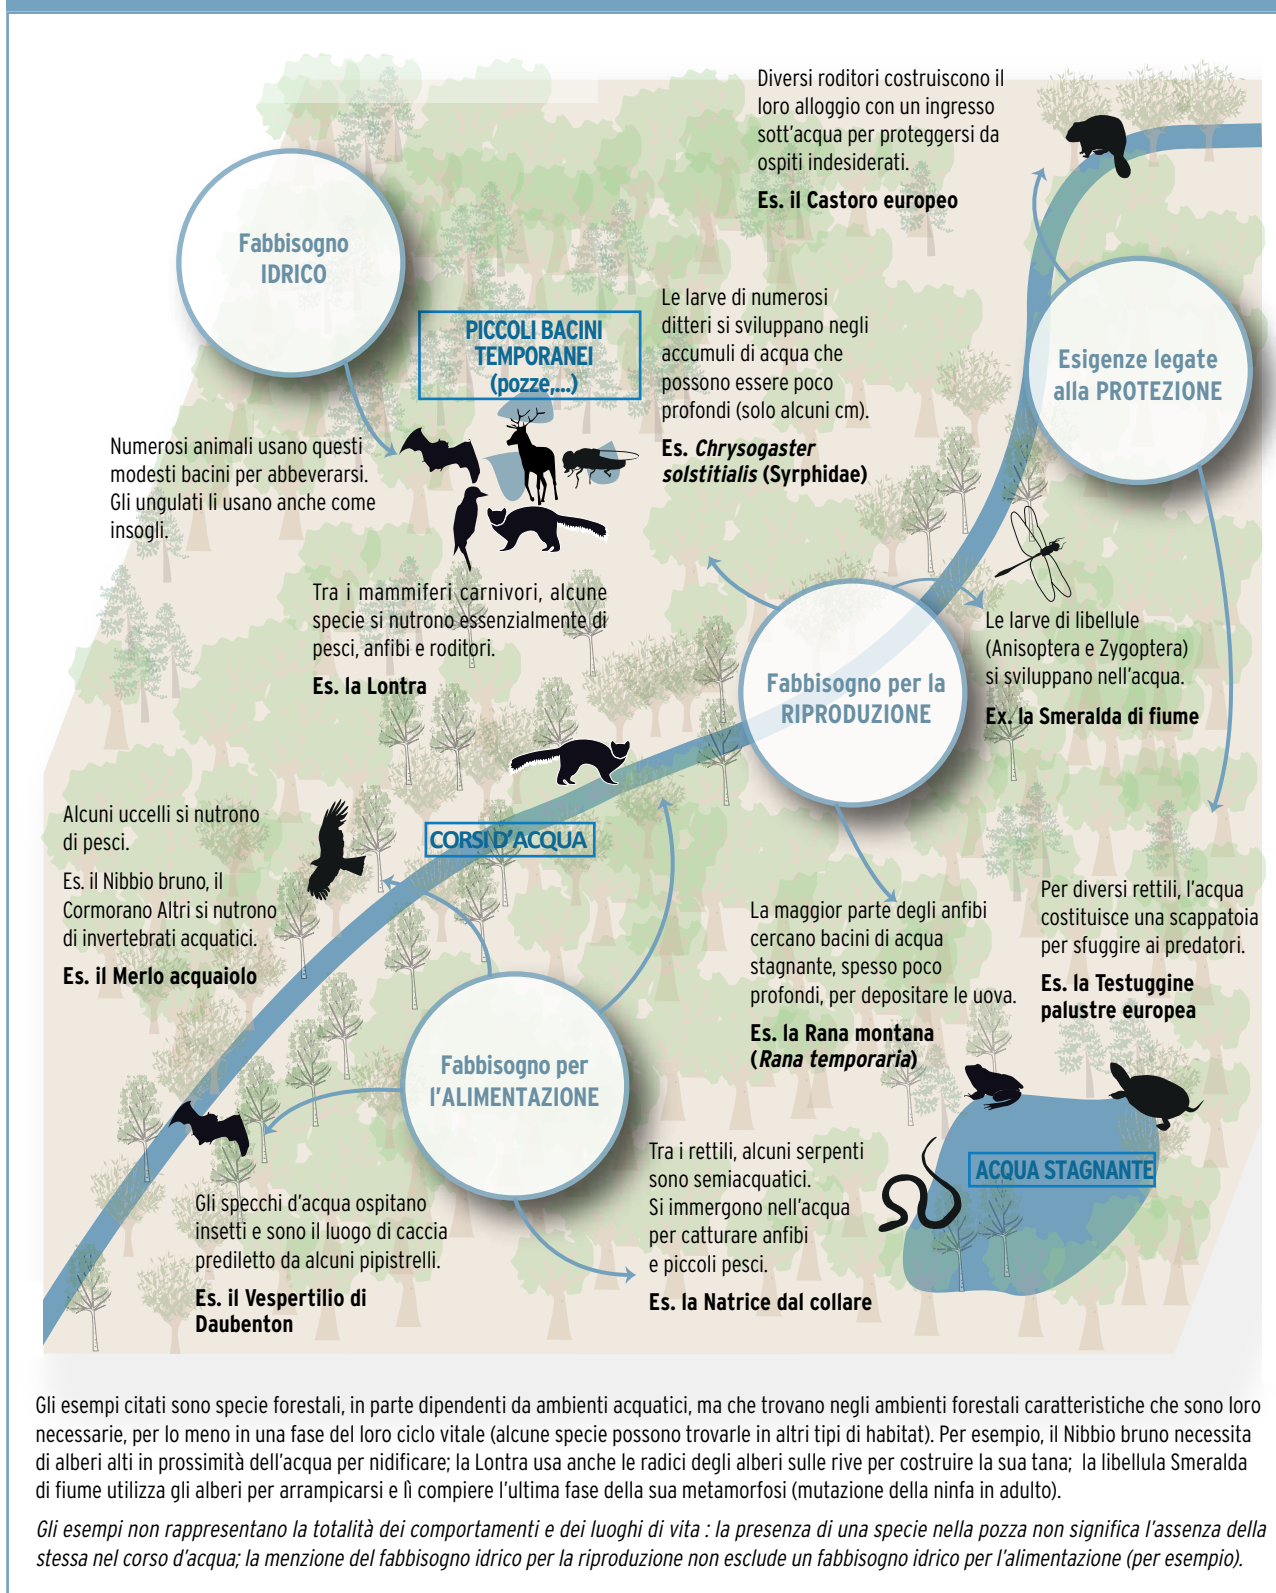 Diversi roditori costruiscono il
loro alloggio con un ingresso
sott'acqua per proteggersi da
ospiti indesiderati.
Es. il Castoro europeo
Fabbisogno
IDRICO
PICCOLI BACINI
TEMPORANEI
(pozze,...)
Le larve di numerosi
ditteri si sviluppano negli
accumuli di acqua che
possono essere poco
profondi (solo alcuni cm).
Es. Chrysogaster
solstitialis (Syrphidae)
Esigenze legate
alla PROTEZIONE
Numerosi animali usano questi
modesti bacini per abbeverarsi.
Gli ungulati li usano anche come
insogli.
Tra i mammiferi carnivori, alcune
specie si nutrono essenzialmente di
pesci, anfibi e roditori.
Es. la Lontra
Fabbisogno per la
RIPRODUZIONE
Le larve di libellule
(Anisoptera e Zygoptera)
si sviluppano nell'acqua.
Ex. la Smeralda di fiume
Alcuni uccelli si nutrono
di pesci.
Es. il Nibbio bruno, il
Cormorano Altri si nutrono
di invertebrati acquatici.
Es. il Merlo acquaiolo
CORSI D'ACQUA
La maggior parte degli anfibi
cercano bacini di acqua
stagnante, spesso poco
profondi, per depositare le uova.
Es. la Rana montana
(Rana temporaria)
Per diversi rettili, l'acqua
costituisce una scappatoia
per sfuggire ai predatori.
Es. la Testuggine
palustre europea
Fabbisogno per
l'ALIMENTAZIONE
Gli specchi d'acqua ospitano
insetti e sono il luogo di caccia
prediletto da alcuni pipistrelli.
Es. il Vespertilio di
Daubenton
Tra i rettili, alcuni serpenti
sono semiacquatici.
Si immergono nell'acqua
per catturare anfibi
e piccoli pesci.
Es. la Natrice dal collare
ACQUA STAGNANTE
Gli esempi citati sono specie forestali, in parte dipendenti da ambienti acquatici, ma che trovano negli ambienti forestali caratteristiche che sono loro
necessarie, per lo meno in una fase del loro ciclo vitale (alcune specie possono trovarle in altri tipi di habitat). Per esempio, il Nibbio bruno necessita
di alberi alti in prossimità dell'acqua per nidificare; la Lontra usa anche le radici degli alberi sulle rive per costruire la sua tana; la libellula Smeralda
di fiume utilizza gli alberi per arrampicarsi e lì compiere l'ultima fase della sua metamorfosi (mutazione della ninfa in adulto).
Gli esempi non rappresentano la totalità dei comportamenti e dei luoghi di vita : la presenza di una specie nella pozza non significa l'assenza della
stessa nel corso d'acqua; la menzione del fabbisogno idrico per la riproduzione non esclude un fabbisogno idrico per l'alimentazione (per esempio).